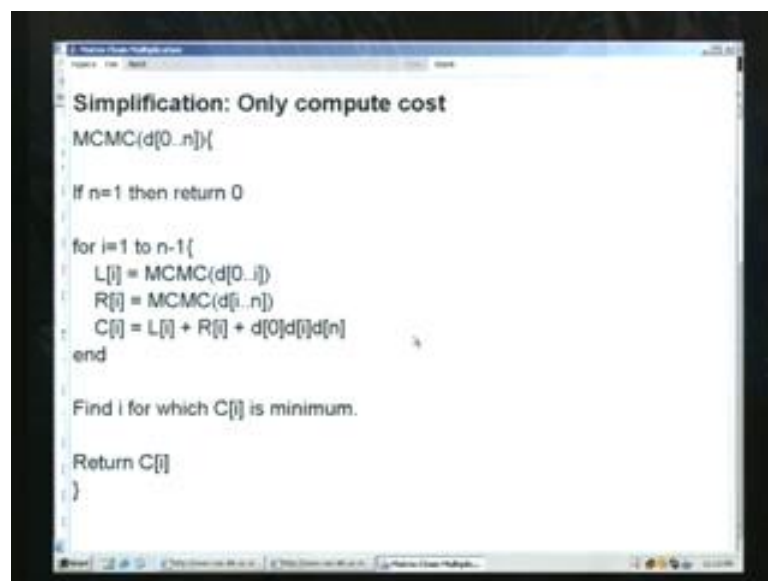 Simplification: Only compute cost
MCMC(d[0..n]){
If n=1 then return 0
for i=1 to n-1{
L[i] = MCMC(d[0..i])
R[i] = MCMC(d[i..n])
C[i] = L[i] + R[i] + d[0]d[i]d[n]
end
Find i for which C[i] is minimum.
Return C[i]
}